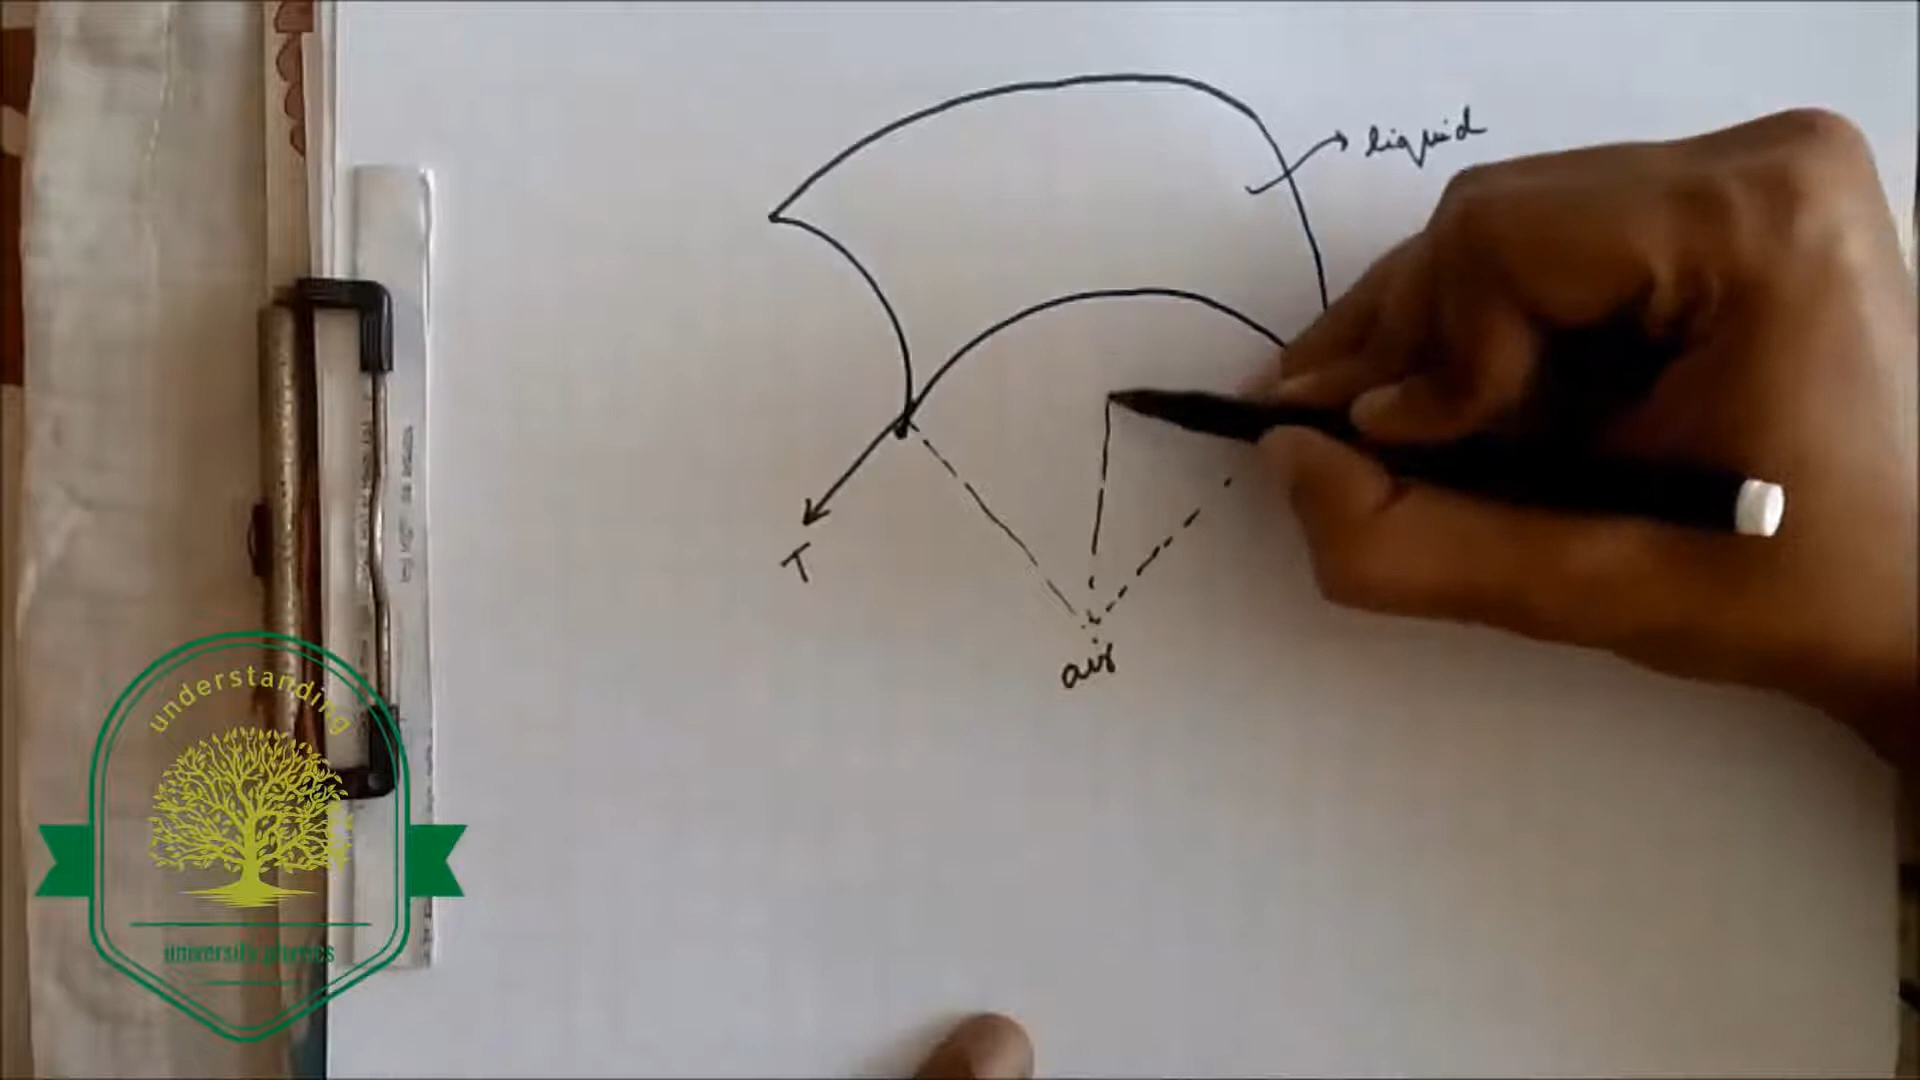 liquid
T
air
understanding
university physics